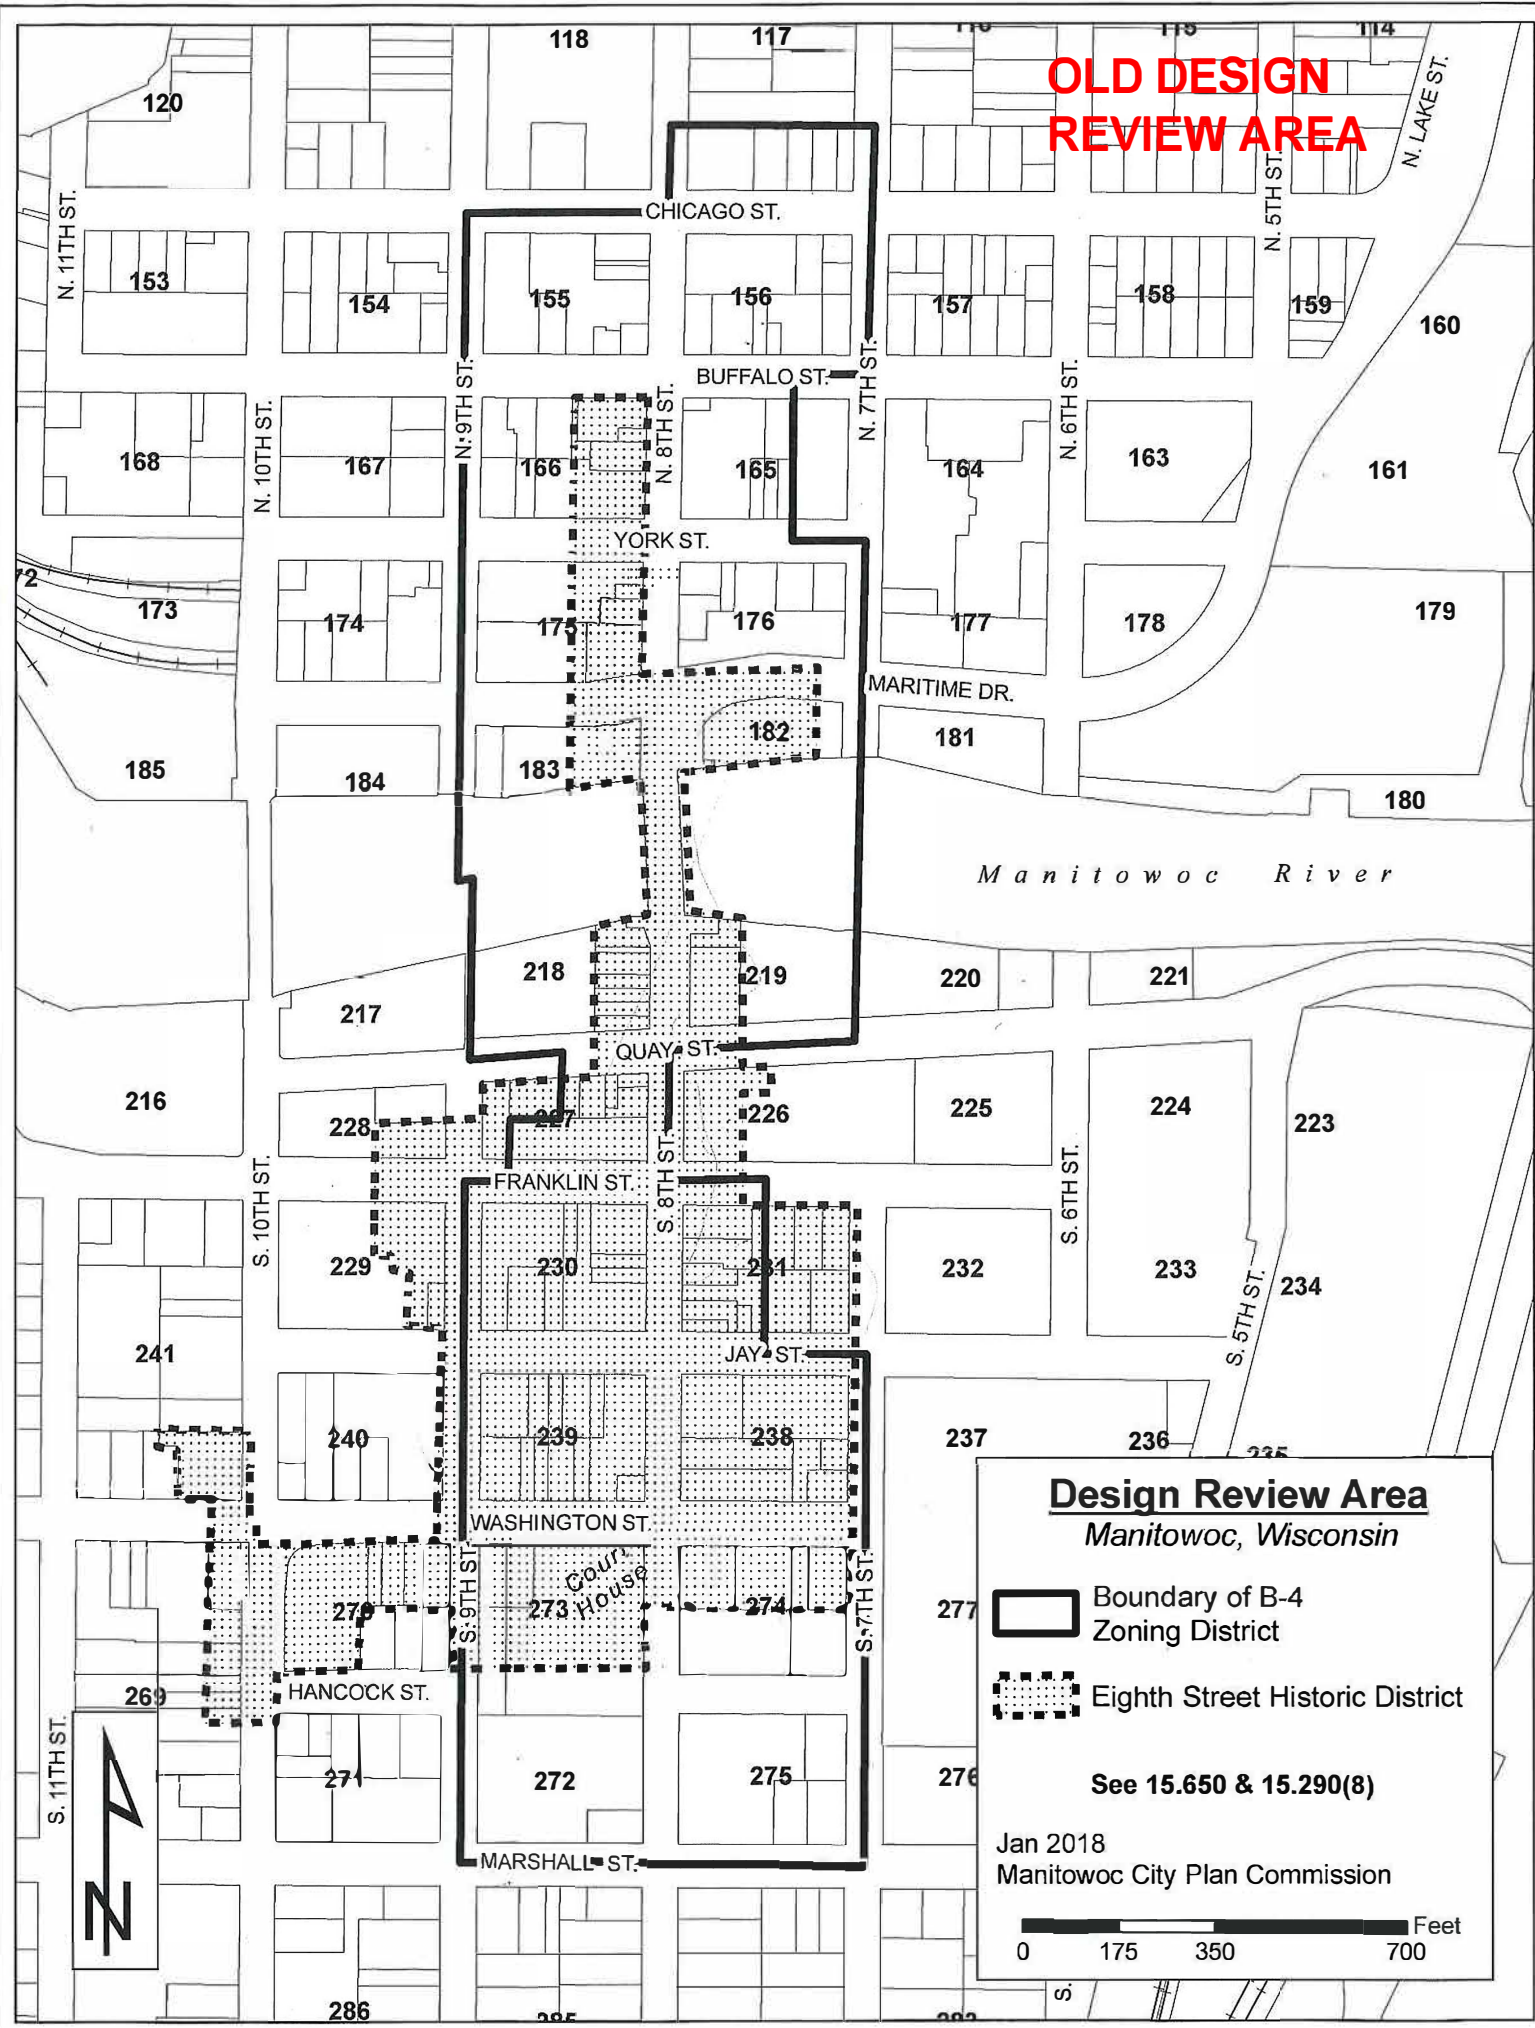 118
117
115
114
OLD DESIGN
REVIEW AREA
120
N. LAKE ST.
N. 11TH ST.
CHICAGO ST.
N. 5TH ST.
153
154
155
156
157
158
159
160
N. 9TH ST.
BUFFALO ST.
N. 7TH ST.
N. 6TH ST.
N. 10TH ST.
N. 8TH ST.
168
167
166
165
164
163
161
YORK ST.
173
174
175
176
177
178
179
MARITIME DR.
185
184
183
182
181
180
Manitowoc River
218
219
220
221
217
QUAY ST.
216
228
227
226
225
224
223
S. 10TH ST.
FRANKLIN ST.
S. 8TH ST.
S. 6TH ST.
229
230
231
232
233
234
S. 5TH ST.
241
JAY ST.
240
239
238
237
236
235
WASHINGTON ST.
Court
House
S. 9TH ST.
S. 7TH ST.
273
274
277
269
HANCOCK ST.
S. 11TH ST.
271
272
275
276
MARSHALL ST.
N
286
285
S.
Design Review Area
Manitowoc, Wisconsin
Boundary of B-4
Zoning District
Eighth Street Historic District
See 15.650 & 15.290(8)
Jan 2018
Manitowoc City Plan Commission
Feet
0 175 350 700